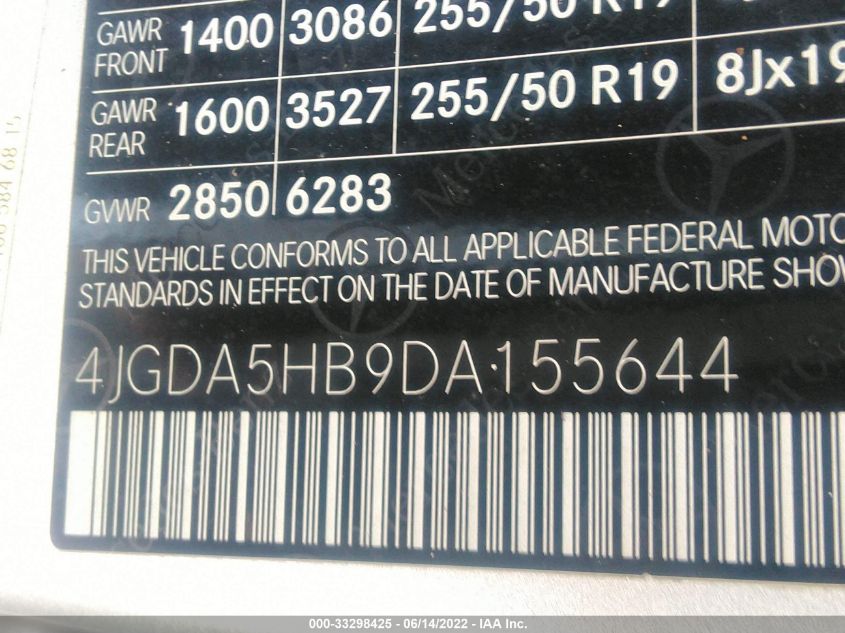 GAWR FRONT 1400 3086 255/50 R19
GAWR REAR 1600 3527 255/50 R19 8Jx19
GVWR 2850 6283
THIS VEHICLE CONFORMS TO ALL APPLICABLE FEDERAL MOTO
STANDARDS IN EFFECT ON THE DATE OF MANUFACTURE SHO
4JGDA5HB9DA155644
000-33298425 - 06/14/2022 - IAA Inc.